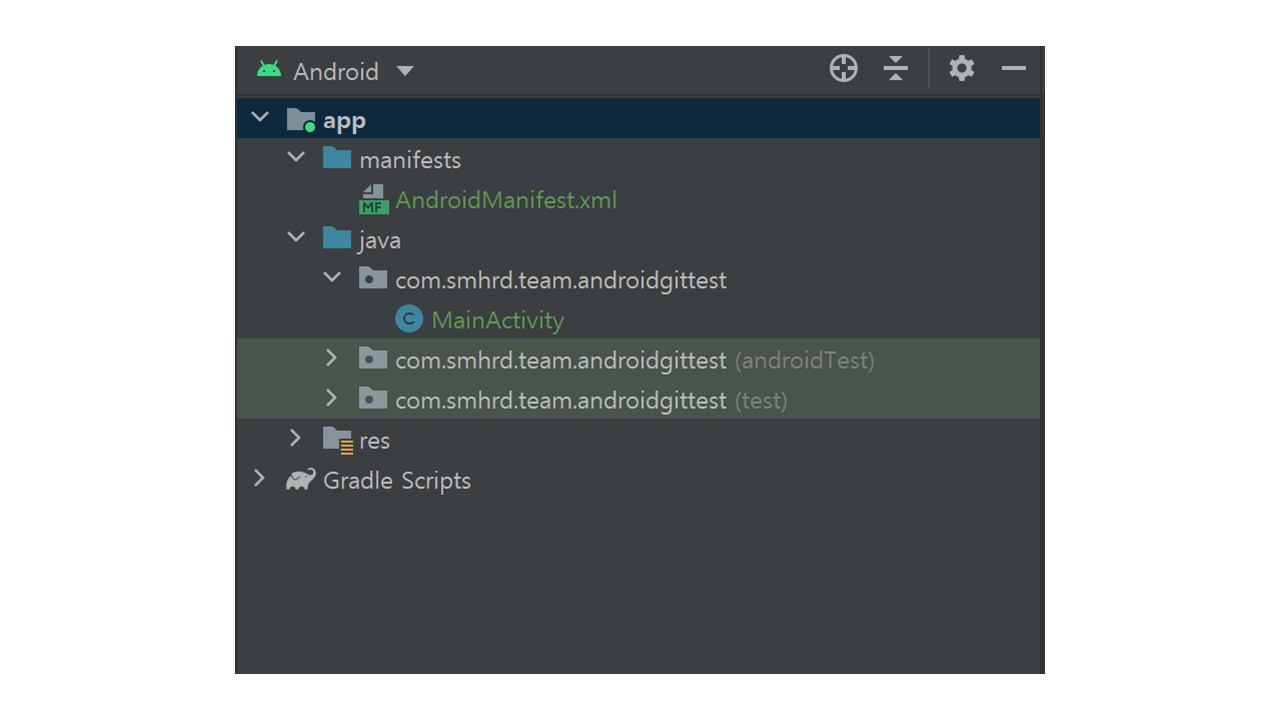 Android
app
manifests
MF AndroidManifest.xml
java
com.smhrd.team.androidgittest
C MainActivity
com.smhrd.team.androidgittest (androidTest)
com.smhrd.team.androidgittest (test)
res
Gradle Scripts